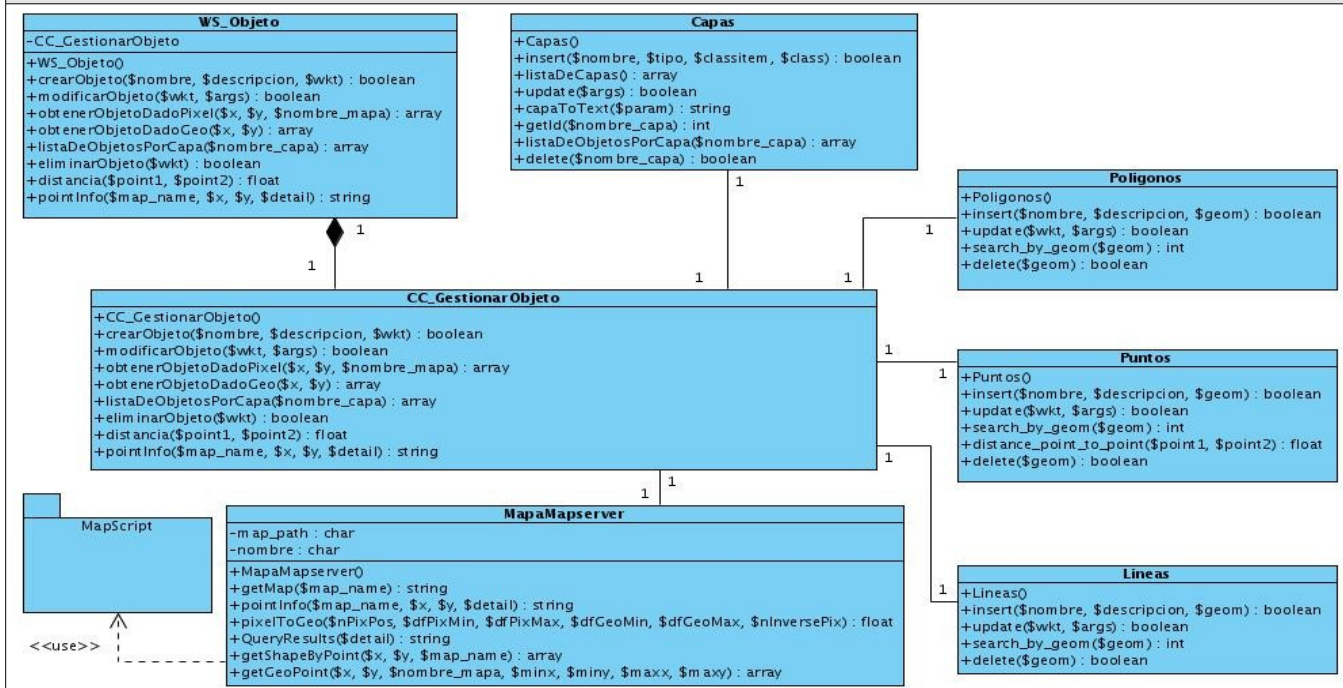 WS_Objeto
-CC_GestionarObjeto
+WS_Objeto()
+crearObjeto($nombre, $descripcion, $wkt) : boolean
+modificarObjeto($wkt, $args) : boolean
+obtenerObjetoDadoPixel($x, $y, $nombre_mapa) : array
+obtenerObjetoDadoGeo($x, $y) : array
+listaDeObjetosPorCapa($nombre_capa) : array
+eliminarObjeto($wkt) : boolean
+distancia($point1, $point2) : float
+pointInfo($map_name, $x, $y, $detail) : string
Capas
+Capas()
+insert($nombre, $tipo, $classitem , $class) : boolean
+listaDeCapas() : array
+update($args) : boolean
+capaToText($param) : string
+getId($nombre_capa) : int
+listaDeObjetosPorCapa($nombre_capa) : array
+delete($nombre_capa) : boolean
1
1
1
1
Poligonos
+Poligonos()
+insert($nombre, $descripcion, $geom) : boolean
+update($wkt, $args) : boolean
+search_by_geom($geom) : int
+delete($geom) : boolean
1
1
CC_GestionarObjeto
+CC_GestionarObjeto()
+crearObjeto($nombre, $descripcion, $wkt) : boolean
+modificarObjeto($wkt, $args) : boolean
+obtenerObjetoDadoPixel($x, $y, $nombre_mapa) : array
+obtenerObjetoDadoGeo($x, $y) : array
+listaDeObjetosPorCapa($nombre_capa) : array
+eliminarObjeto($wkt) : boolean
+distancia($point1, $point2) : float
+pointInfo($map_name, $x, $y, $detail) : string
1
1
Puntos
+Puntos()
+insert($nombre, $descripcion, $geom) : boolean
+update($wkt, $args) : boolean
+search_by_geom($geom) : int
+distance_point_to_point($point1, $point2) : float
+delete($geom) : boolean
1
1
1
1
MapScript
<<use>>
MapaMapserver
-map_path : char
-nombre : char
+MapaMapserver()
+getMap($map_name) : string
+pointInfo($map_name, $x, $y, $detail) : string
+pixelToGeo($nPixPos, $dfPixMin, $dfPixMax, $dfGeoMin, $dfGeoMax, $nInversePix) : float
+QueryResults($detail) : string
+getShapeByPoint($x, $y, $map_name) : array
+getGeoPoint($x, $y, $nombre_mapa, $minx, $miny, $maxx, $maxy) : array
Lineas
+Lineas()
+insert($nombre, $descripcion, $geom) : boolean
+update($wkt, $args) : boolean
+search_by_geom($geom) : int
+delete($geom) : boolean